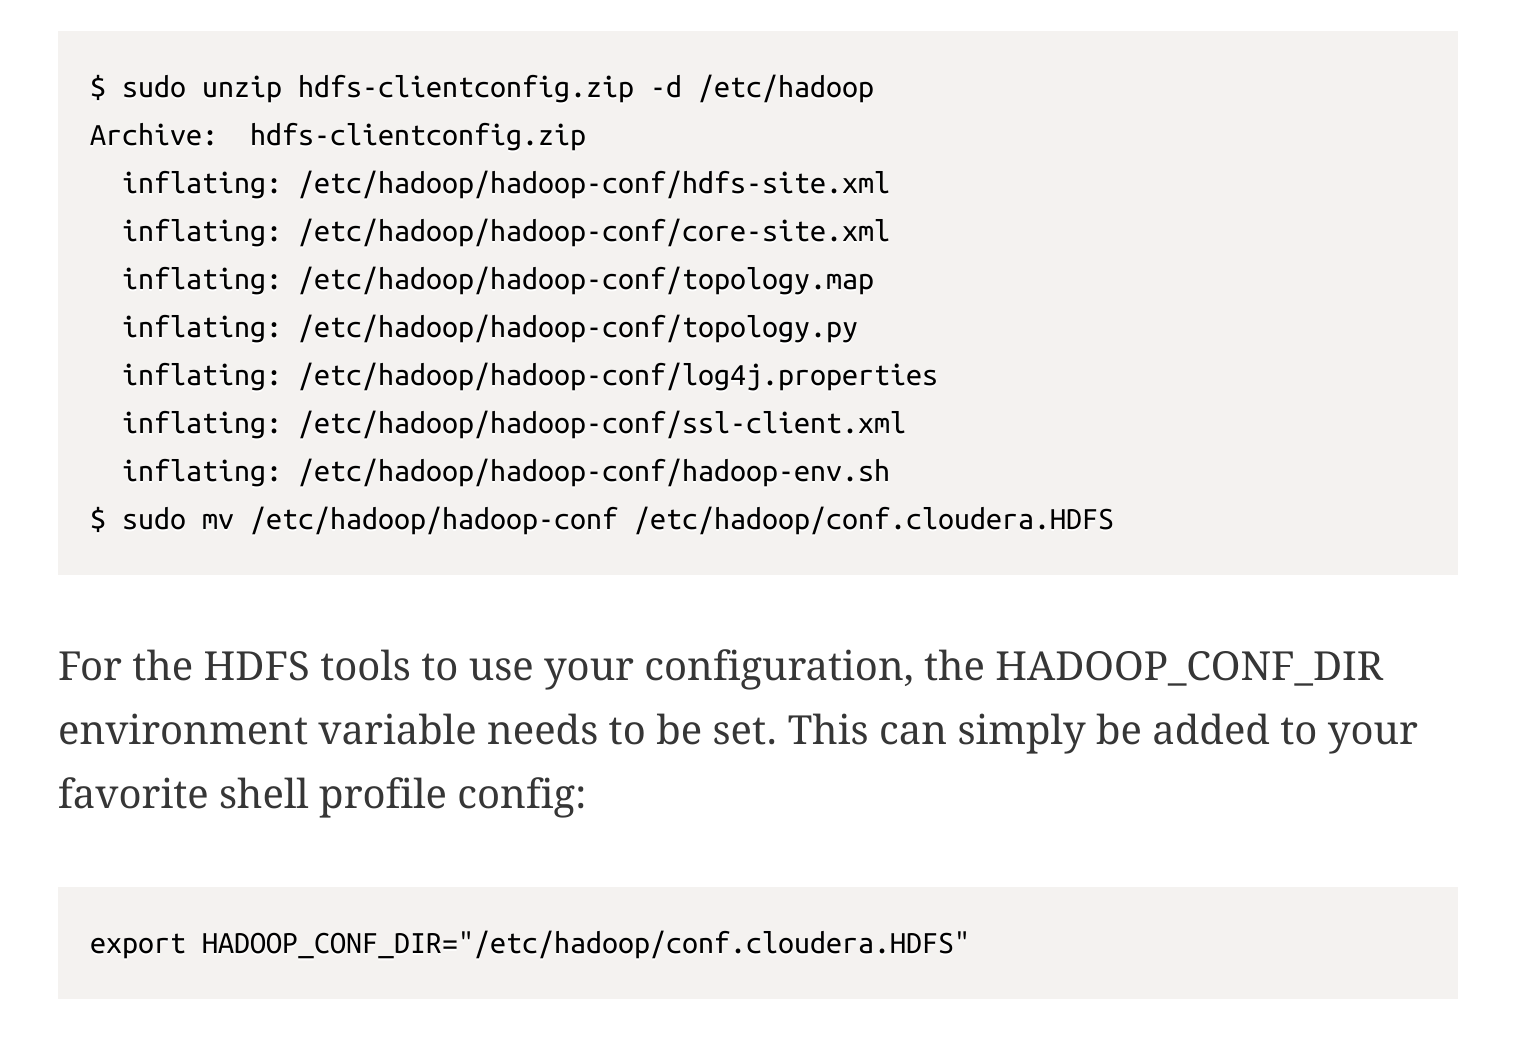 $ sudo unzip hdfs-clientconfig.zip -d /etc/hadoop
Archive:  hdfs-clientconfig.zip
  inflating: /etc/hadoop/hadoop-conf/hdfs-site.xml
  inflating: /etc/hadoop/hadoop-conf/core-site.xml
  inflating: /etc/hadoop/hadoop-conf/topology.map
  inflating: /etc/hadoop/hadoop-conf/topology.py
  inflating: /etc/hadoop/hadoop-conf/log4j.properties
  inflating: /etc/hadoop/hadoop-conf/ssl-client.xml
  inflating: /etc/hadoop/hadoop-conf/hadoop-env.sh
$ sudo mv /etc/hadoop/hadoop-conf /etc/hadoop/conf.cloudera.HDFS
For the HDFS tools to use your configuration, the HADOOP_CONF_DIR
environment variable needs to be set. This can simply be added to your
favorite shell profile config:
export HADOOP_CONF_DIR="/etc/hadoop/conf.cloudera.HDFS"